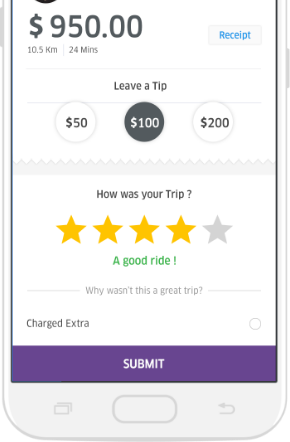 $ 950.00
Receipt
10.5 Km | 24 Mins
Leave a Tip
$50 $100 $200
How was your Trip ?
A good ride !
Why wasn't this a great trip?
Charged Extra
SUBMIT